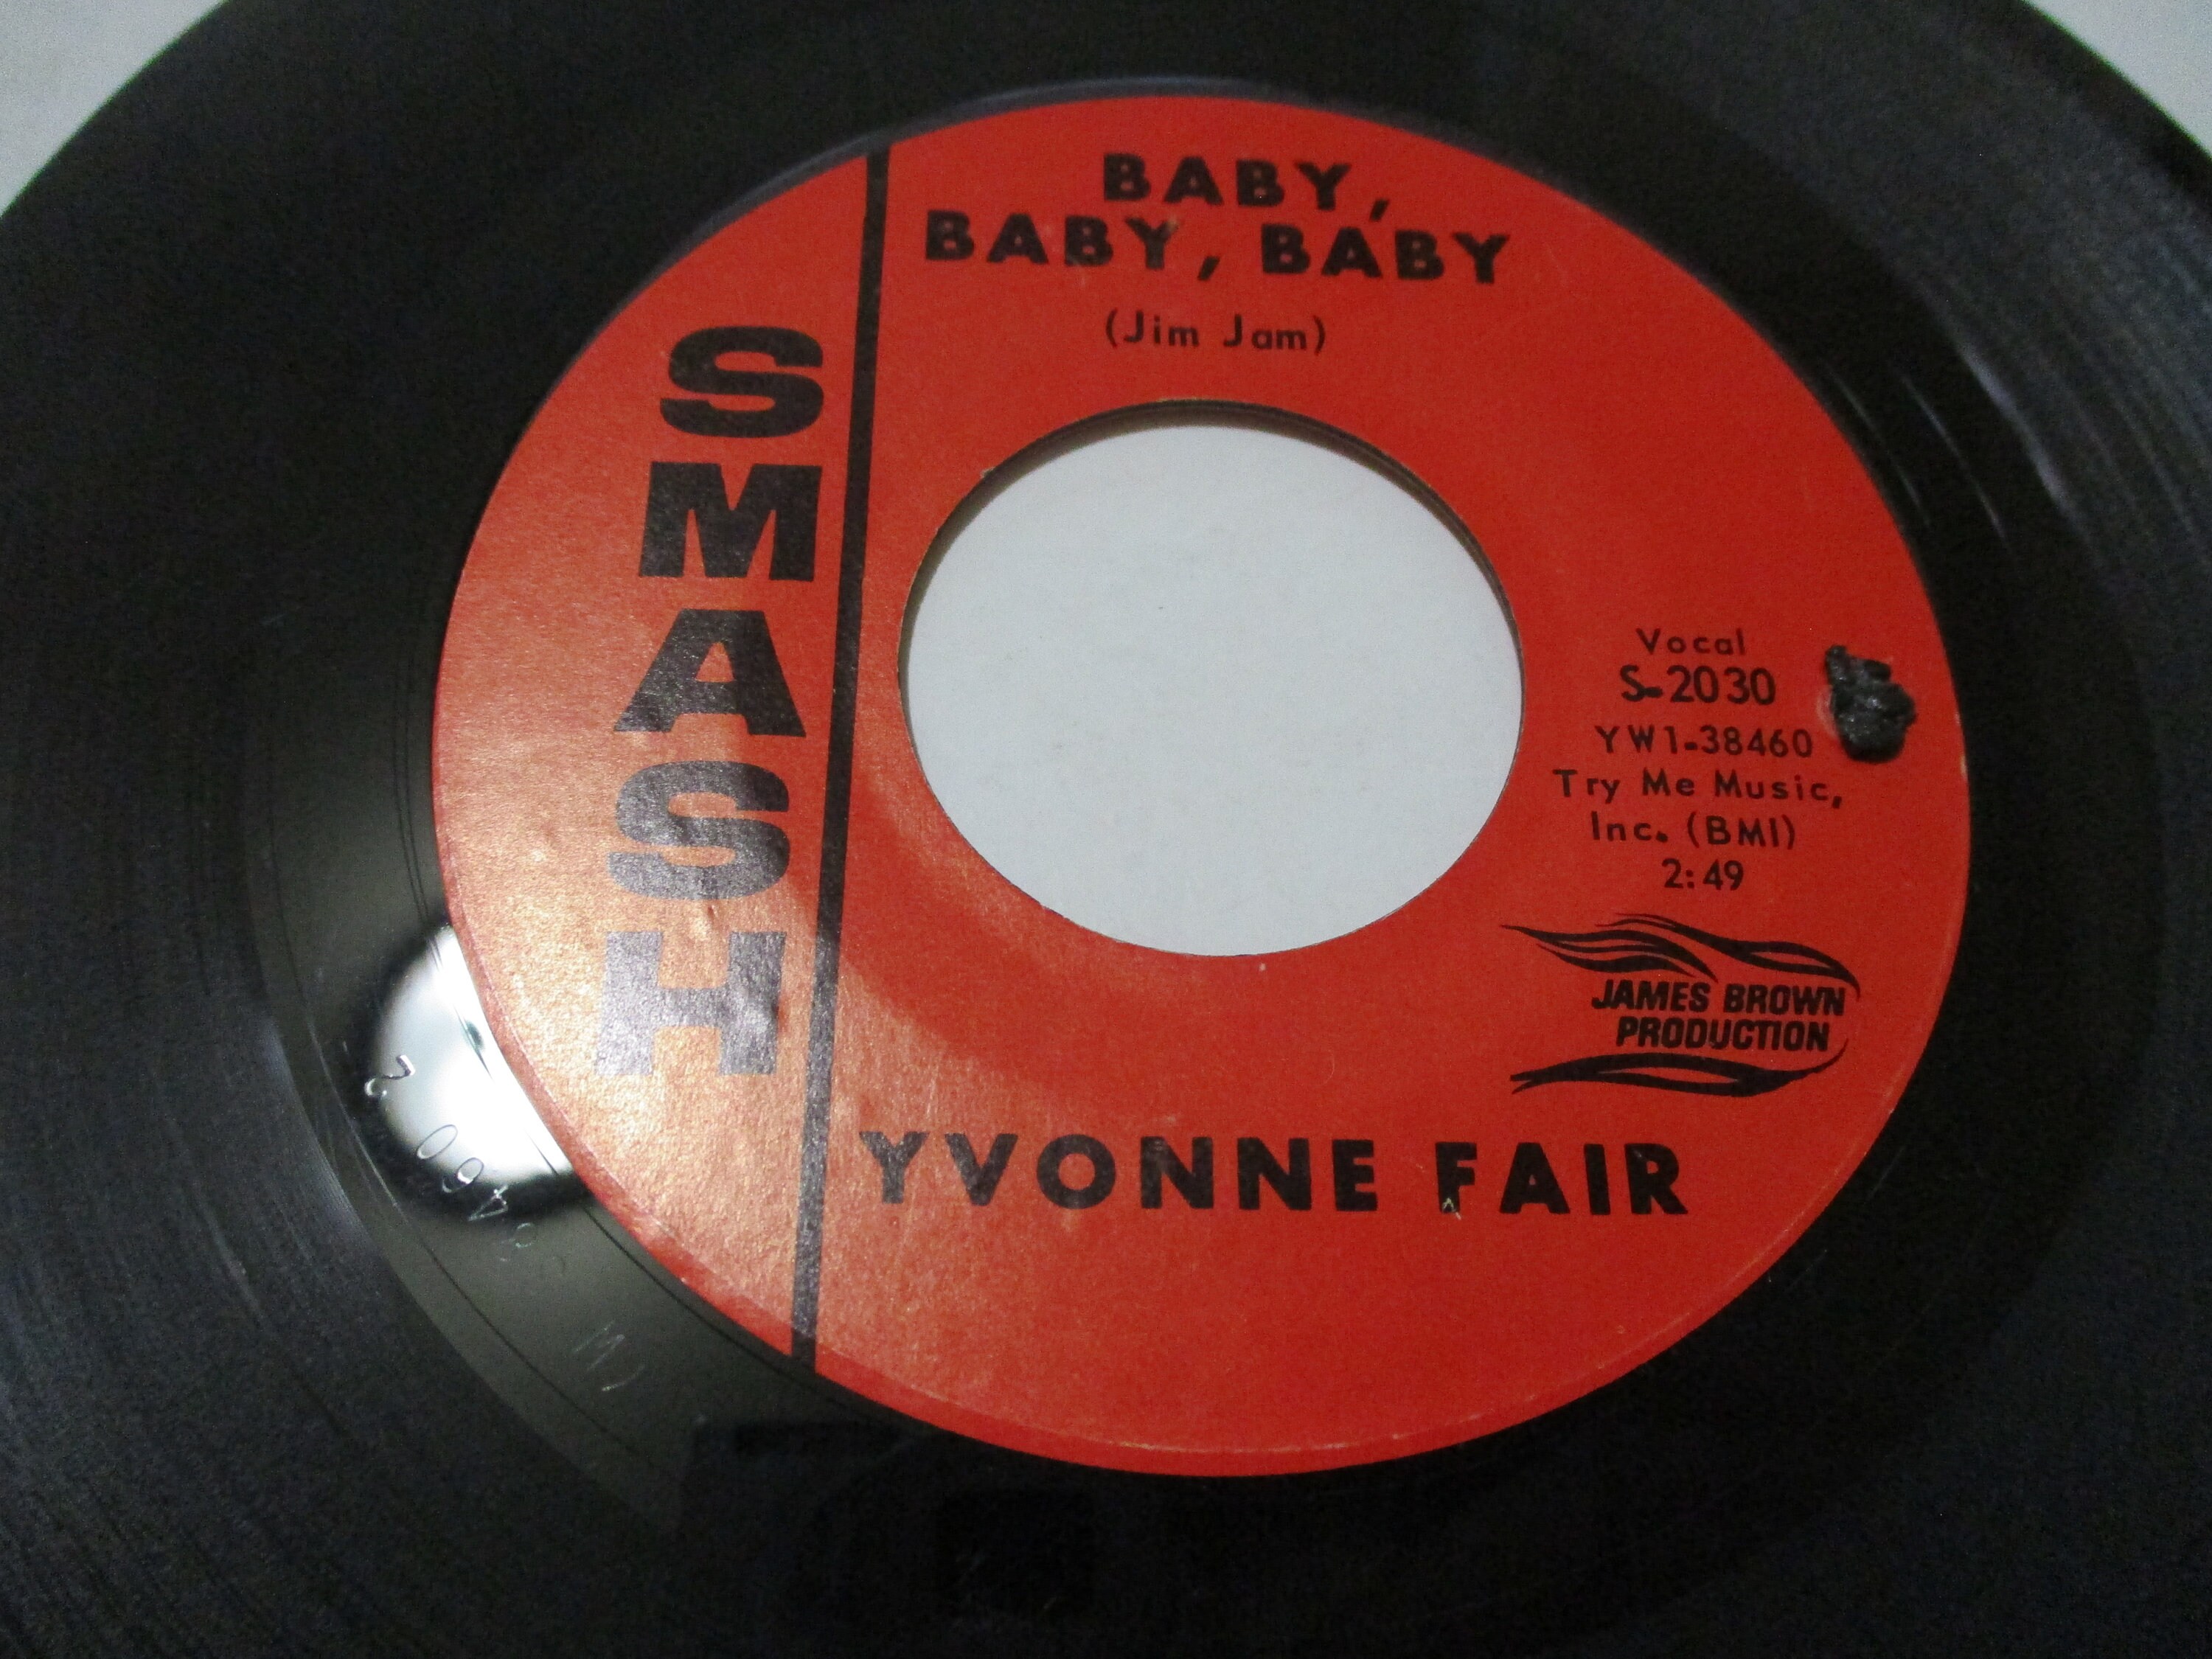 BABY,
BABY, BABY
(Jim Jam)
SMASH
Vocal
S-2030
YW1-38460
Try Me Music,
Inc. (BMI)
2:49
JAMES BROWN
PRODUCTION
YVONNE FAIR